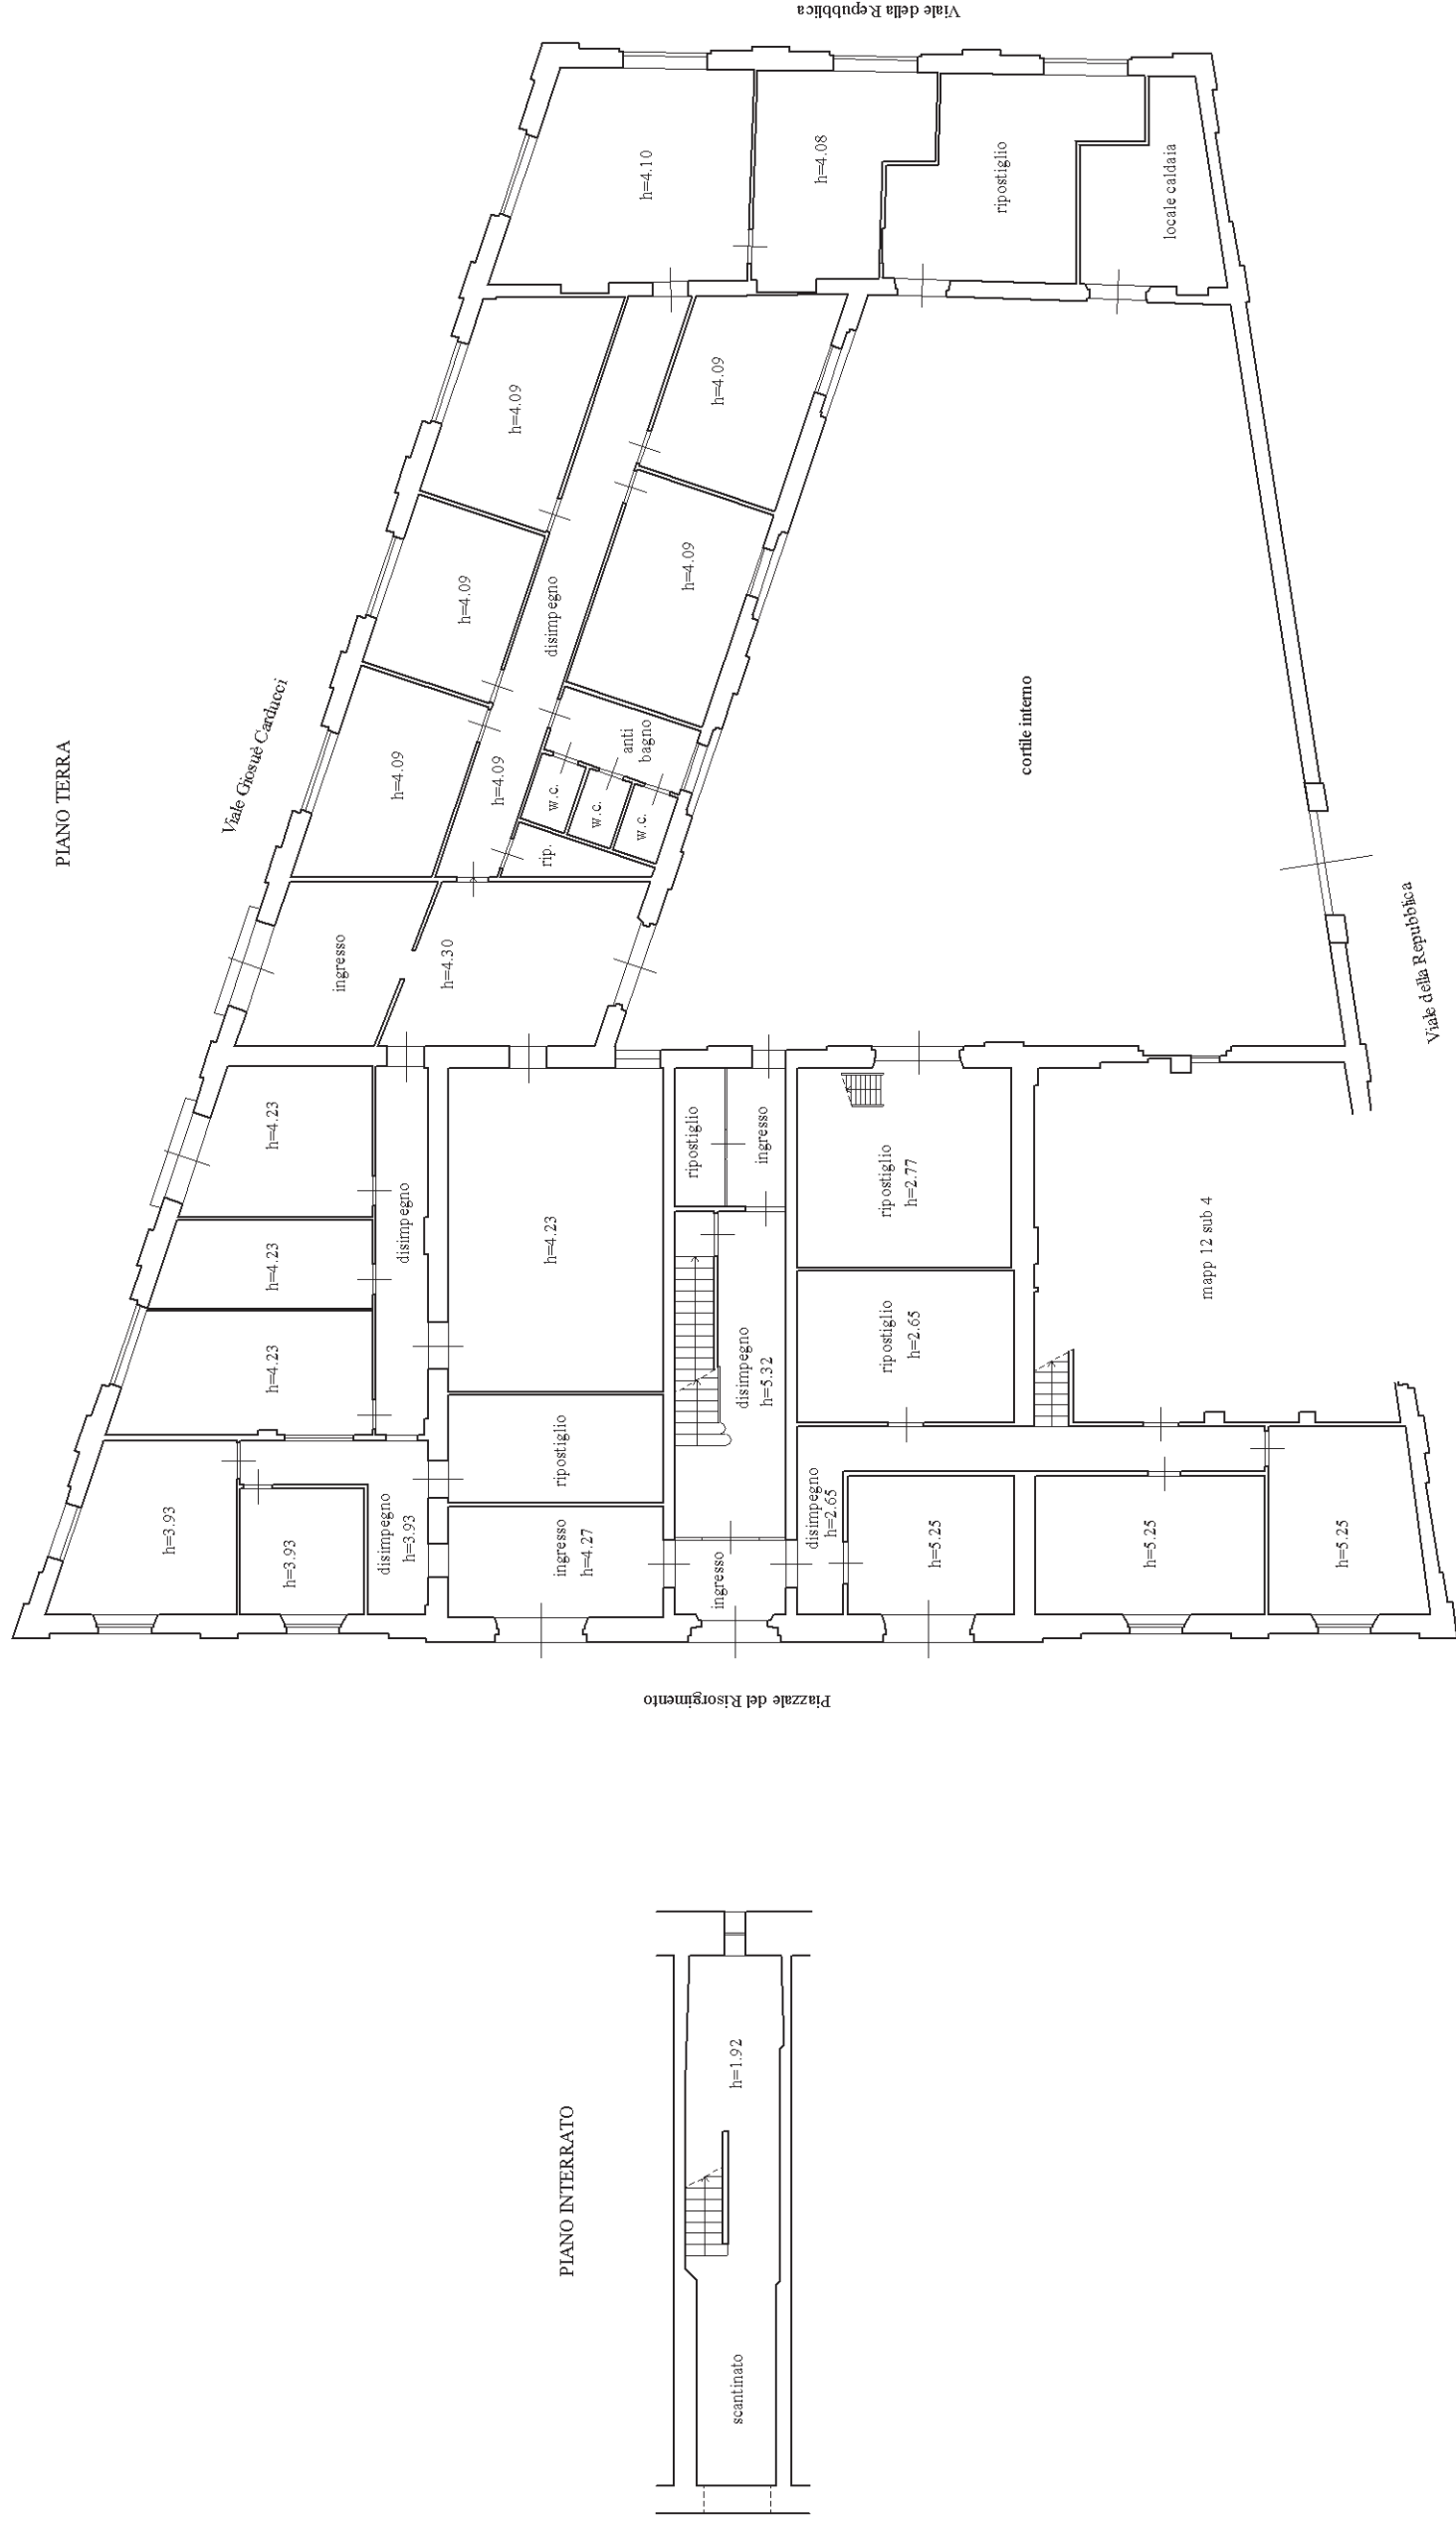 Viale della Repubblica
PIANO TERRA
Viale Giosuè Carducci
h=4.10
h=4.08
ripostiglio
locale caldaia
h=4.09
h=4.09
h=4.09
h=4.09
disimpegno
h=4.09
h=4.09
anti
bagno
w.c.
w.c.
w.c.
rip.
cortile interno
ingresso
h=4.30
Viale della Repubblica
h=4.23
h=4.23
h=4.23
disimpegno
h=4.23
ripostiglio
ingresso
ripostiglio
h=2.77
mapp 12 sub 4
ripostiglio
h=2.65
disimpegno
h=5.32
ripostiglio
h=3.93
h=3.93
disimpegno
h=3.93
ingresso
h=4.27
ingresso
disimpegno
h=2.65
h=5.25
h=5.25
h=5.25
Piazzale del Risorgimento
PIANO INTERRATO
h=1.92
scantinato